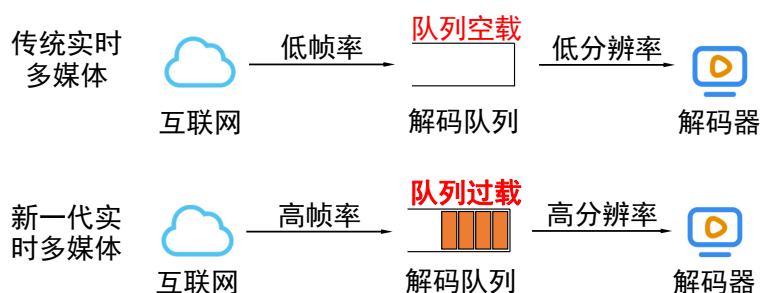 传统实时
多媒体
互联网
低帧率
队列空载
解码队列
低分辨率
解码器
新一代实
时多媒体
互联网
高帧率
队列过载
解码队列
高分辨率
解码器